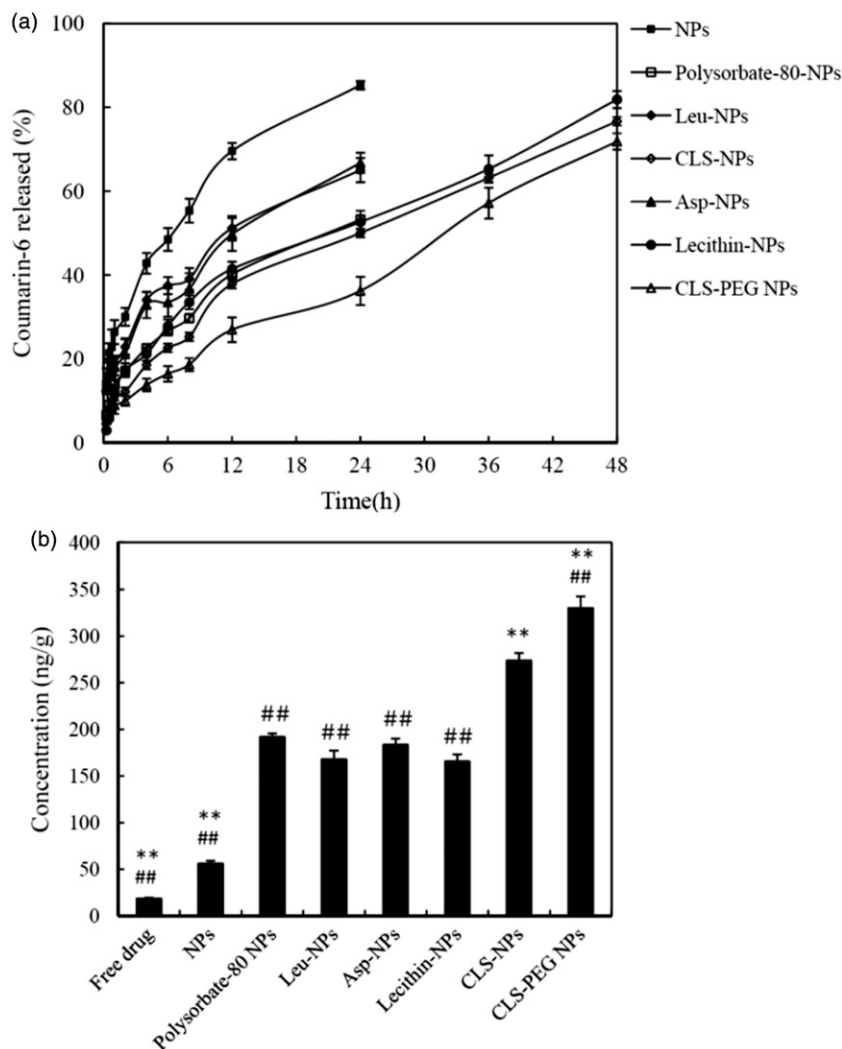 (a)
100
80
60
40
20
0
Coumarin-6 released (%)
0 6 12 18 24 30 36 42 48
Time(h)
NPs
Polysorbate-80-NPs
Leu-NPs
CLS-NPs
Asp-NPs
Lecithin-NPs
CLS-PEG NPs
(b)
400
350
300
250
200
150
100
50
0
Concentration (ng/g)
**
##
**
##
##
##
##
##
**
**
##
Free drug
NPs
Polysorbate-80 NPs
Leu-NPs
Asp-NPs
Lecithin-NPs
CLS-NPs
CLS-PEG NPs